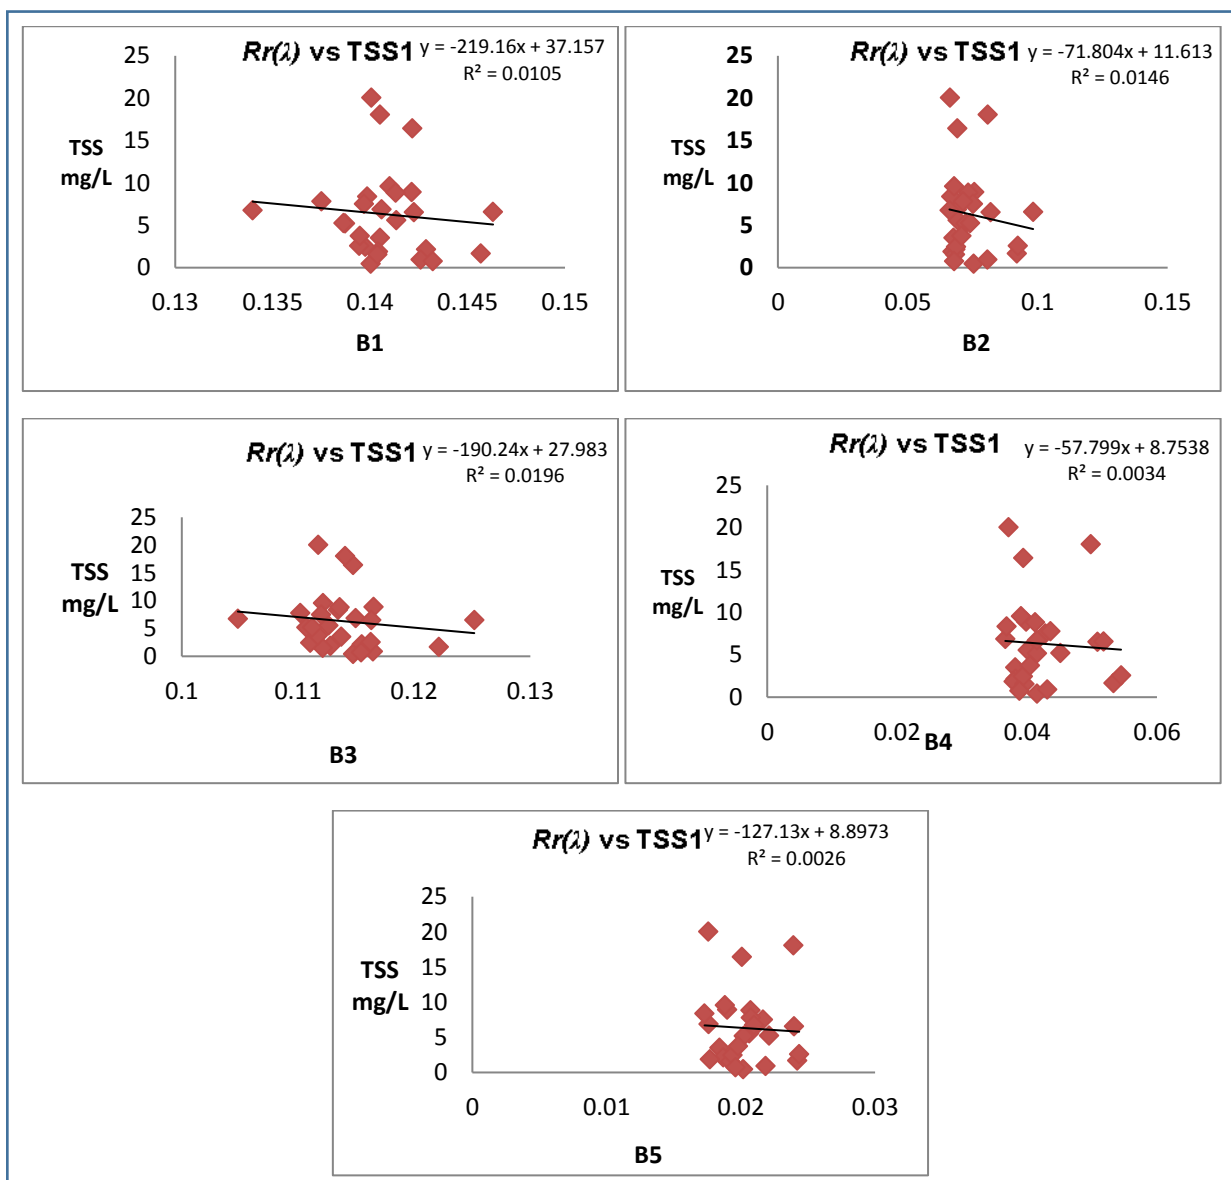 Rr(λ) vs TSS1
y = -219.16x + 37.157
R² = 0.0105
25
20
15
10
5
0
TSS
mg/L
0.13 0.135 0.14 0.145 0.15
B1
Rr(λ) vs TSS1
y = -71.804x + 11.613
R² = 0.0146
25
20
15
10
5
0
TSS
mg/L
0 0.05 0.1 0.15
B2
Rr(λ) vs TSS1
y = -190.24x + 27.983
R² = 0.0196
25
20
15
10
5
0
TSS
mg/L
0.1 0.11 0.12 0.13
B3
Rr(λ) vs TSS1
y = -57.799x + 8.7538
R² = 0.0034
25
20
15
10
5
0
TSS
mg/L
0 0.02 0.04 0.06
B4
Rr(λ) vs TSS1
y = -127.13x + 8.8973
R² = 0.0026
25
20
15
10
5
0
TSS
mg/L
0 0.01 0.02 0.03
B5